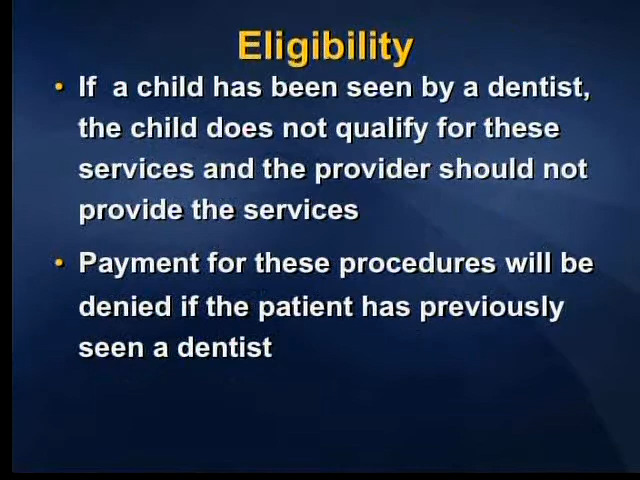 Eligibility
• If a child has been seen by a dentist,
the child does not qualify for these
services and the provider should not
provide the services
• Payment for these procedures will be
denied if the patient has previously
seen a dentist